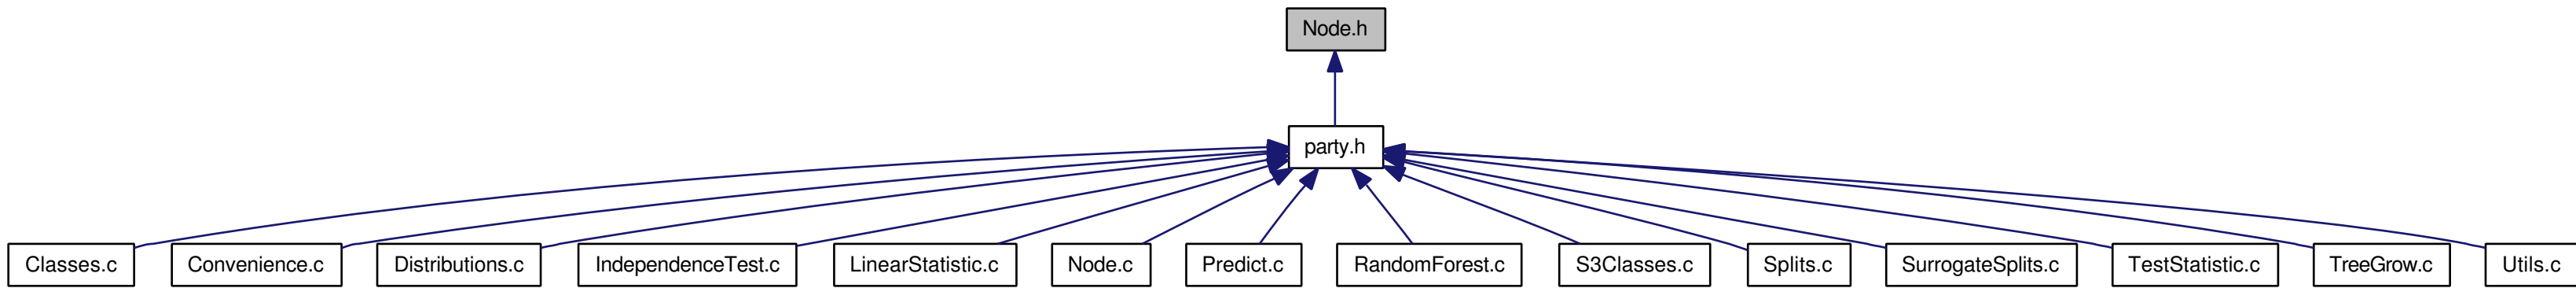 Node.h
party.h
Classes.c
Convenience.c
Distributions.c
IndependenceTest.c
LinearStatistic.c
Node.c
Predict.c
RandomForest.c
S3Classes.c
Splits.c
SurrogateSplits.c
TestStatistic.c
TreeGrow.c
Utils.c